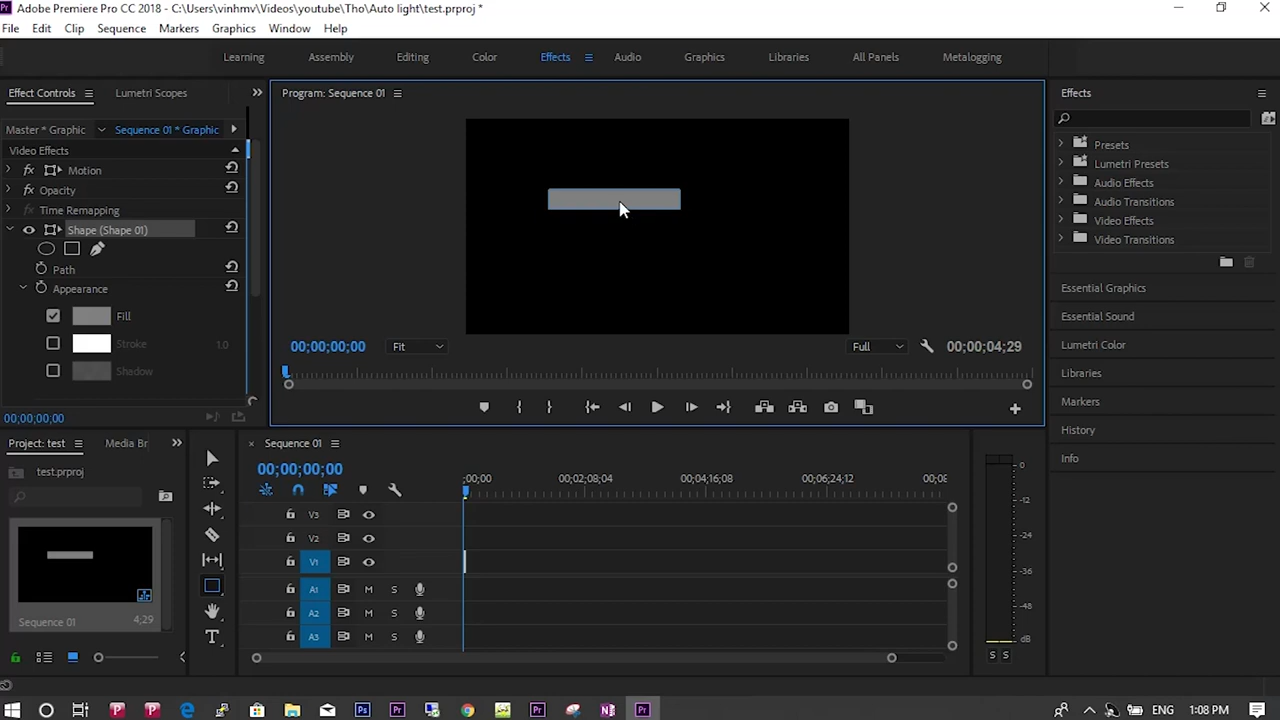 Adobe Premiere Pro CC 2018 - C:\Users\vinhmv\Videos\youtube\Tho\Auto light\test.prproj *
File Edit Clip Sequence Markers Graphics Window Help
Learning Assembly Editing Color Effects Audio Graphics Libraries All Panels Metalogging
Effect Controls Lumetri Scopes
Program: Sequence 01
Effects
Master * Graphic Sequence 01 * Graphic
Video Effects
fx Motion
fx Opacity
fx Time Remapping
Shape (Shape 01)
Path
Appearance
Fill
Stroke 1.0
Shadow
00;00;00;00
Presets
Lumetri Presets
Audio Effects
Audio Transitions
Video Effects
Video Transitions
Essential Graphics
Essential Sound
Lumetri Color
Libraries
Markers
History
Info
00;00;00;00 Fit Full 00;00;04;29
Project: test Media Br
test.prproj
Sequence 01 4;29
Sequence 01
00;00;00;00
;00;00 00;02;08;04 00;04;16;08 00;06;24;12 00;08
V3
V2
V1
A1 M S
A2 M S
A3 M S
0
-12
-24
-36
-48
dB
S S
ENG 1:08 PM